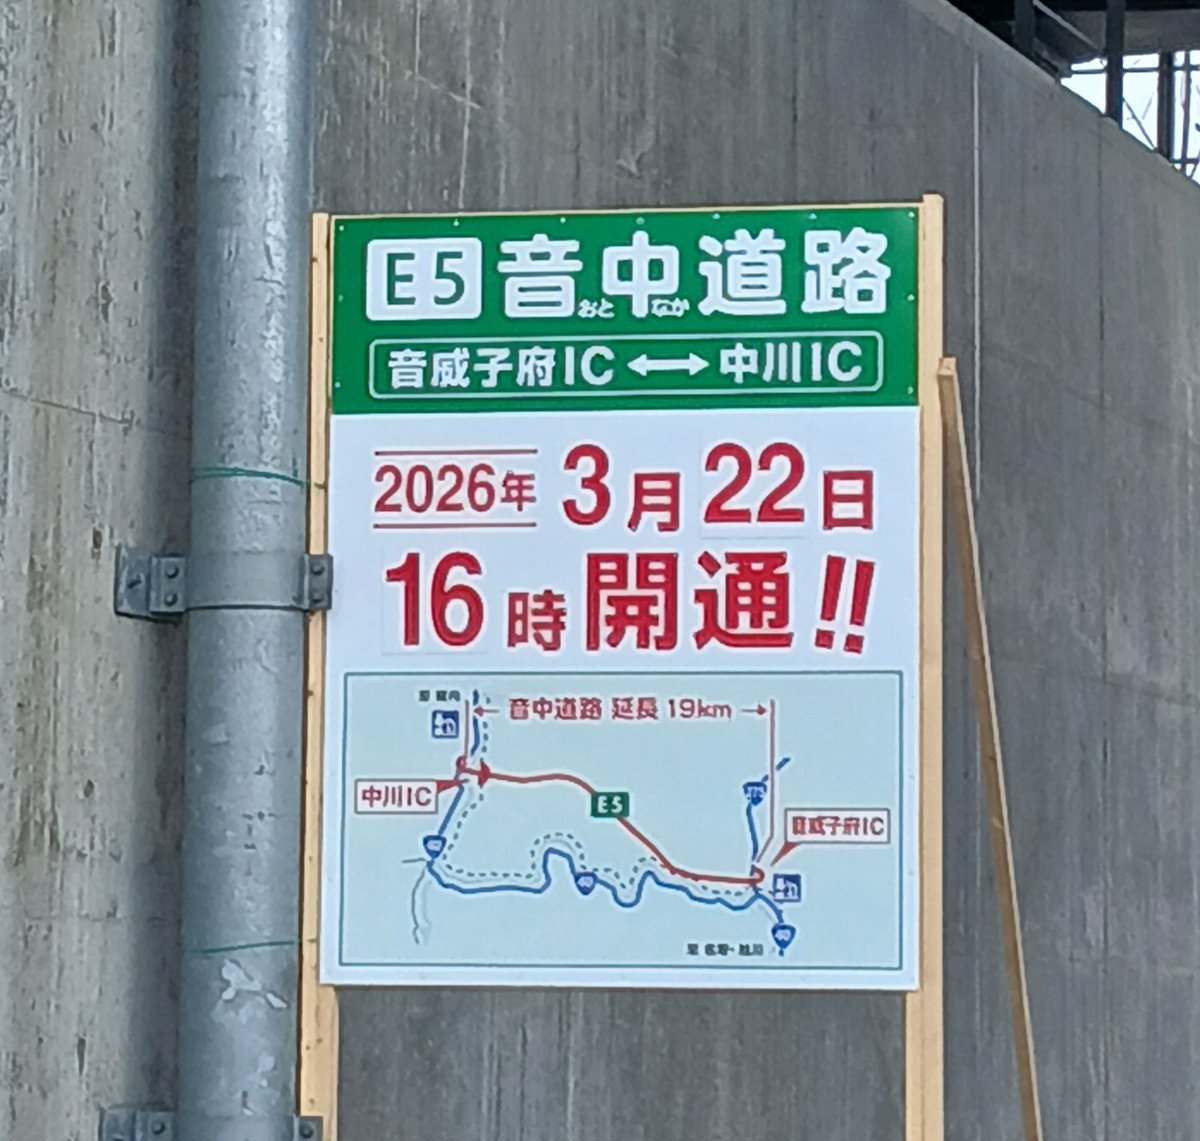 E5 音中道路
おと なか
音威子府IC ⟷ 中川IC
2026年 3月22日
16時開通!!
音中道路 延長 19km
中川IC
E5
音威子府IC